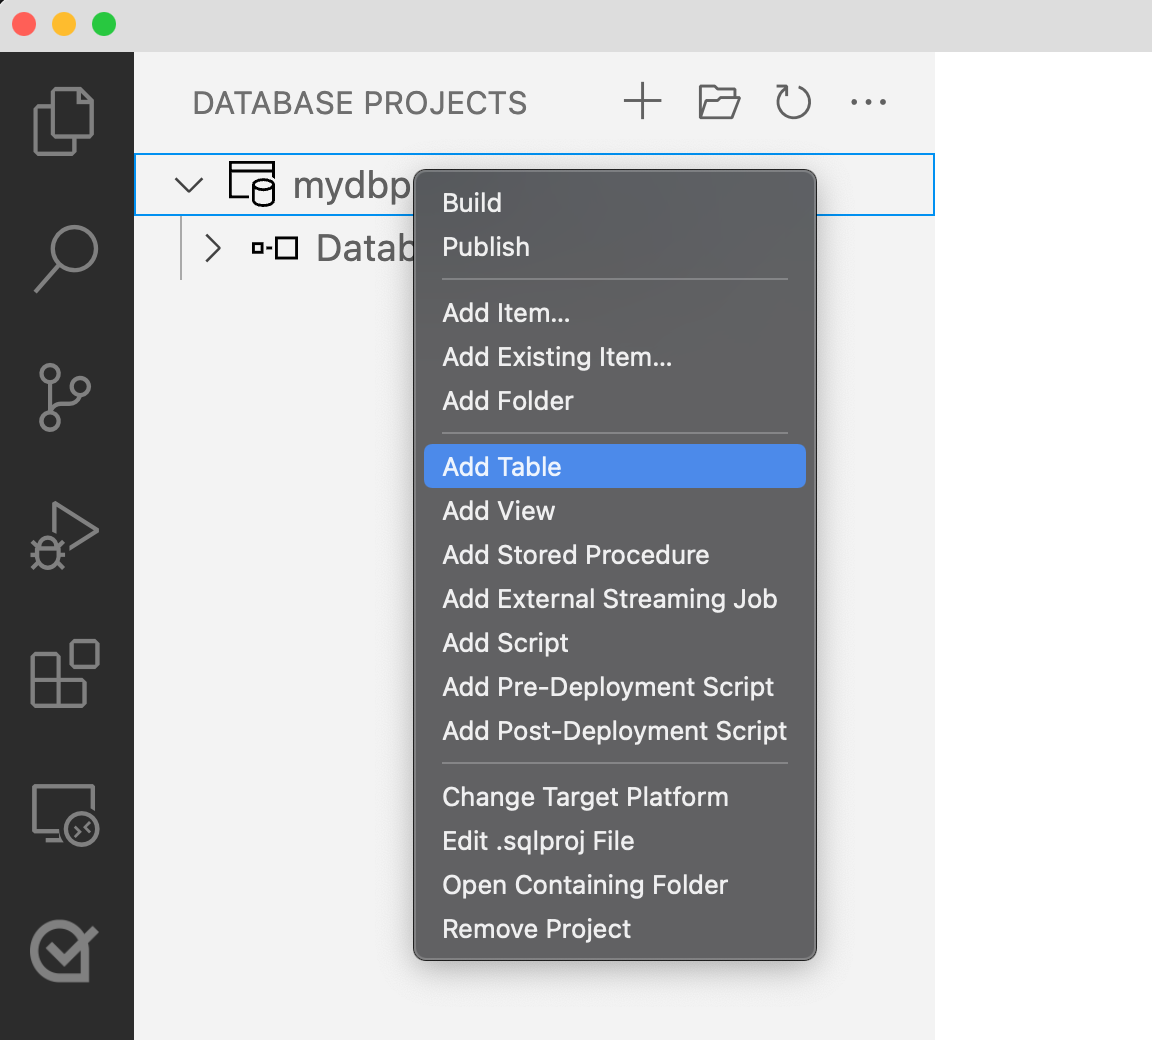 DATABASE PROJECTS
mydbp
Datab
Build
Publish
Add Item...
Add Existing Item...
Add Folder
Add Table
Add View
Add Stored Procedure
Add External Streaming Job
Add Script
Add Pre-Deployment Script
Add Post-Deployment Script
Change Target Platform
Edit .sqlproj File
Open Containing Folder
Remove Project